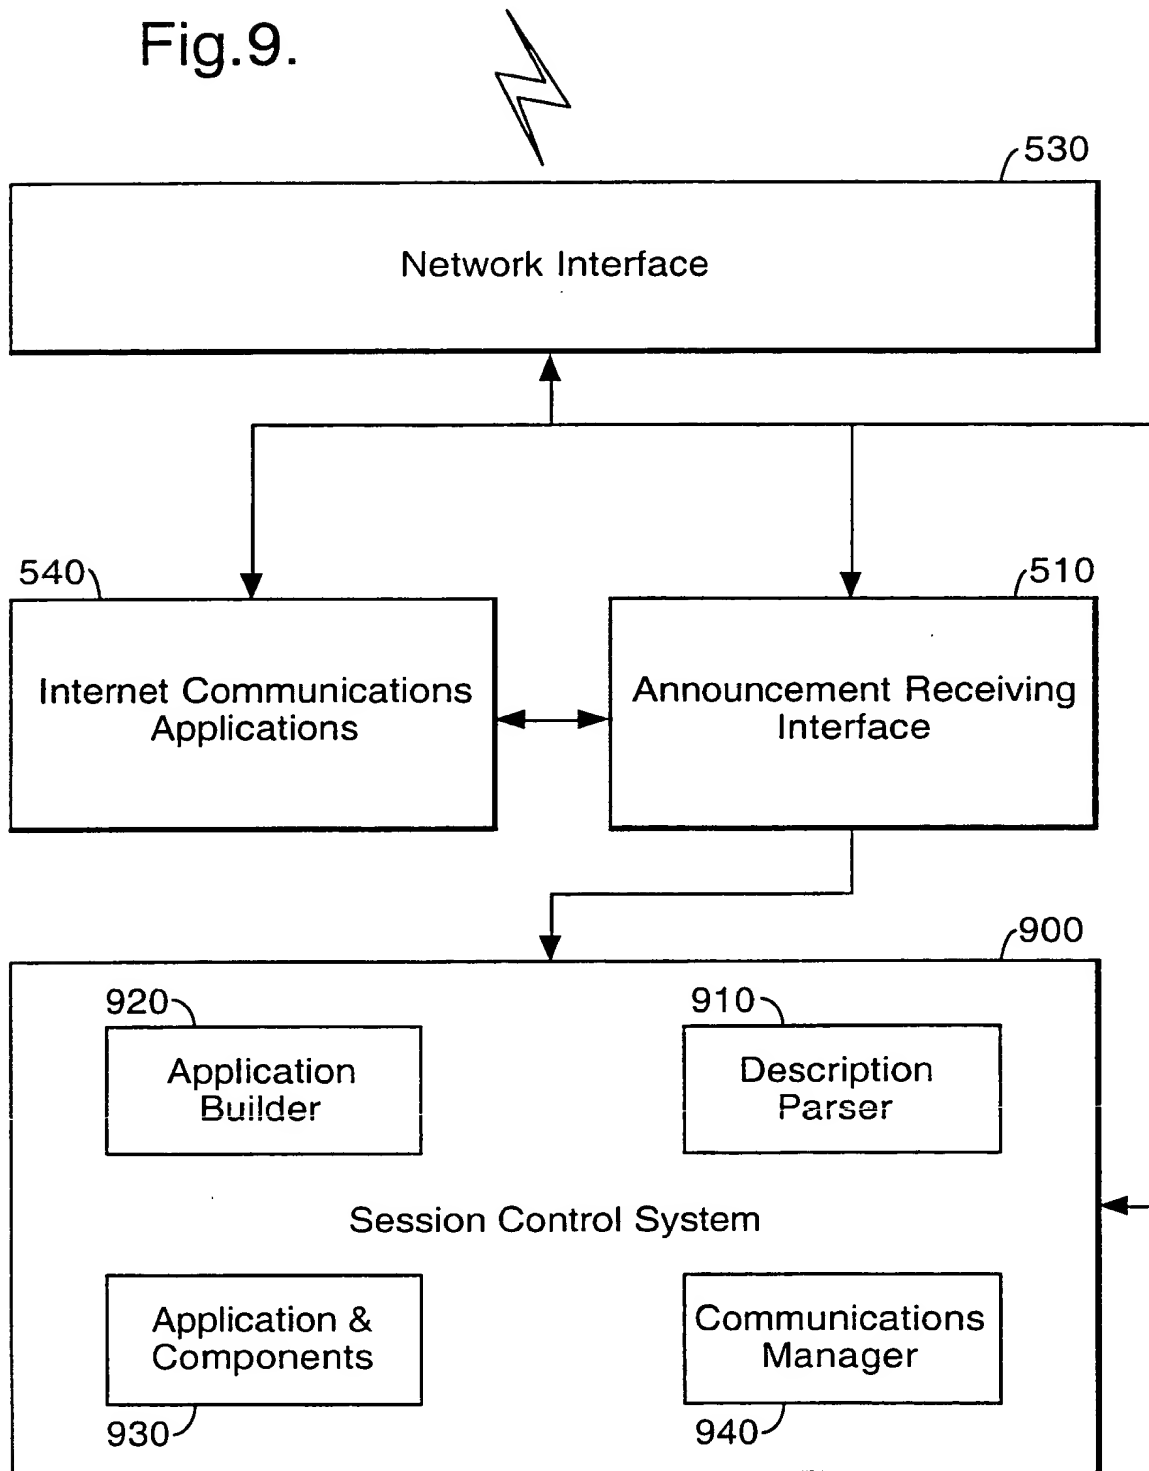 Fig.9.
530
Network Interface
540
510
Internet Communications
Applications
Announcement Receiving
Interface
900
920
910
Application
Builder
Description
Parser
Session Control System
Application &
Components
Communications
Manager
930
940